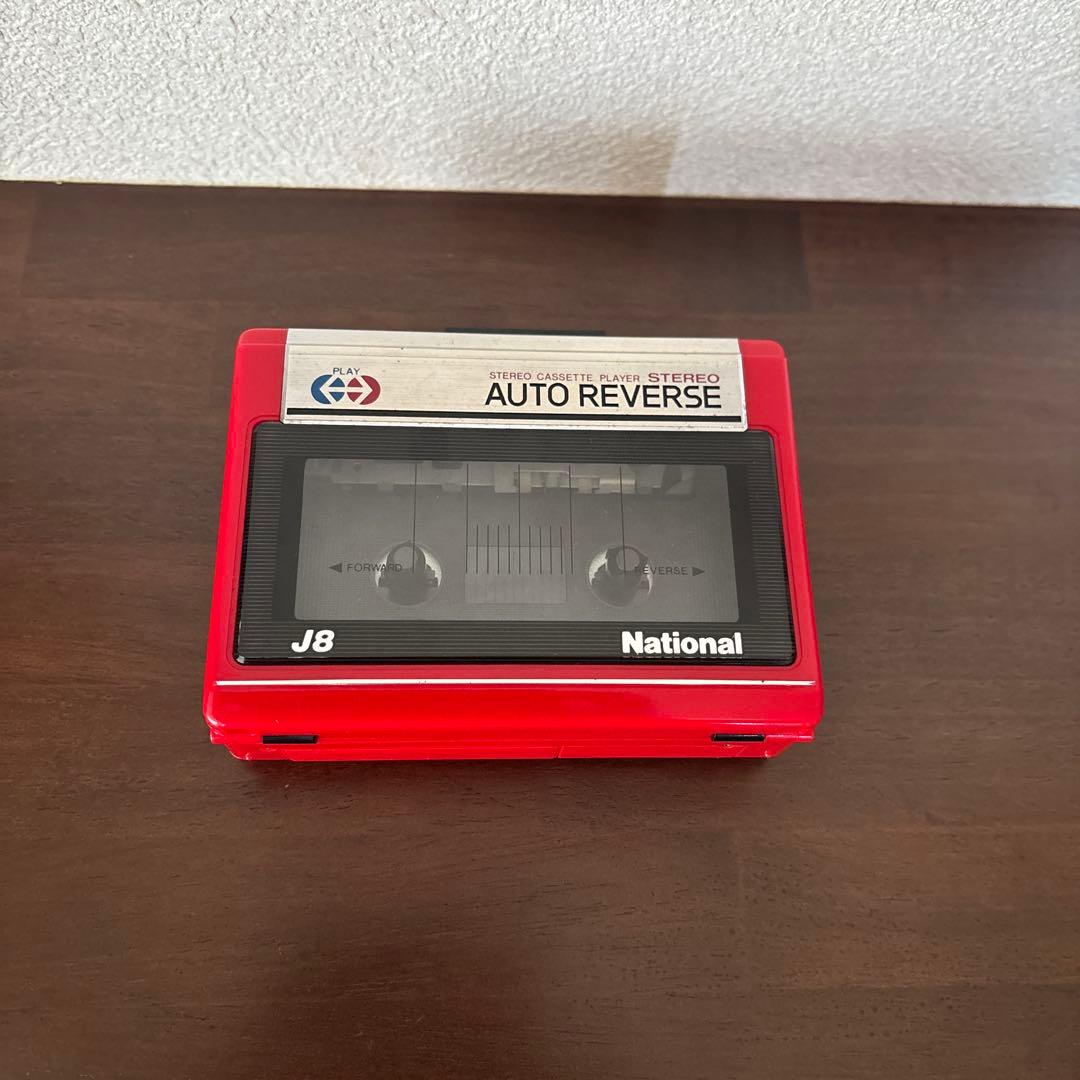 PLAY
STEREO CASSETTE PLAYER STEREO
AUTO REVERSE
◀ FORWARD
REVERSE ▶
J8
National